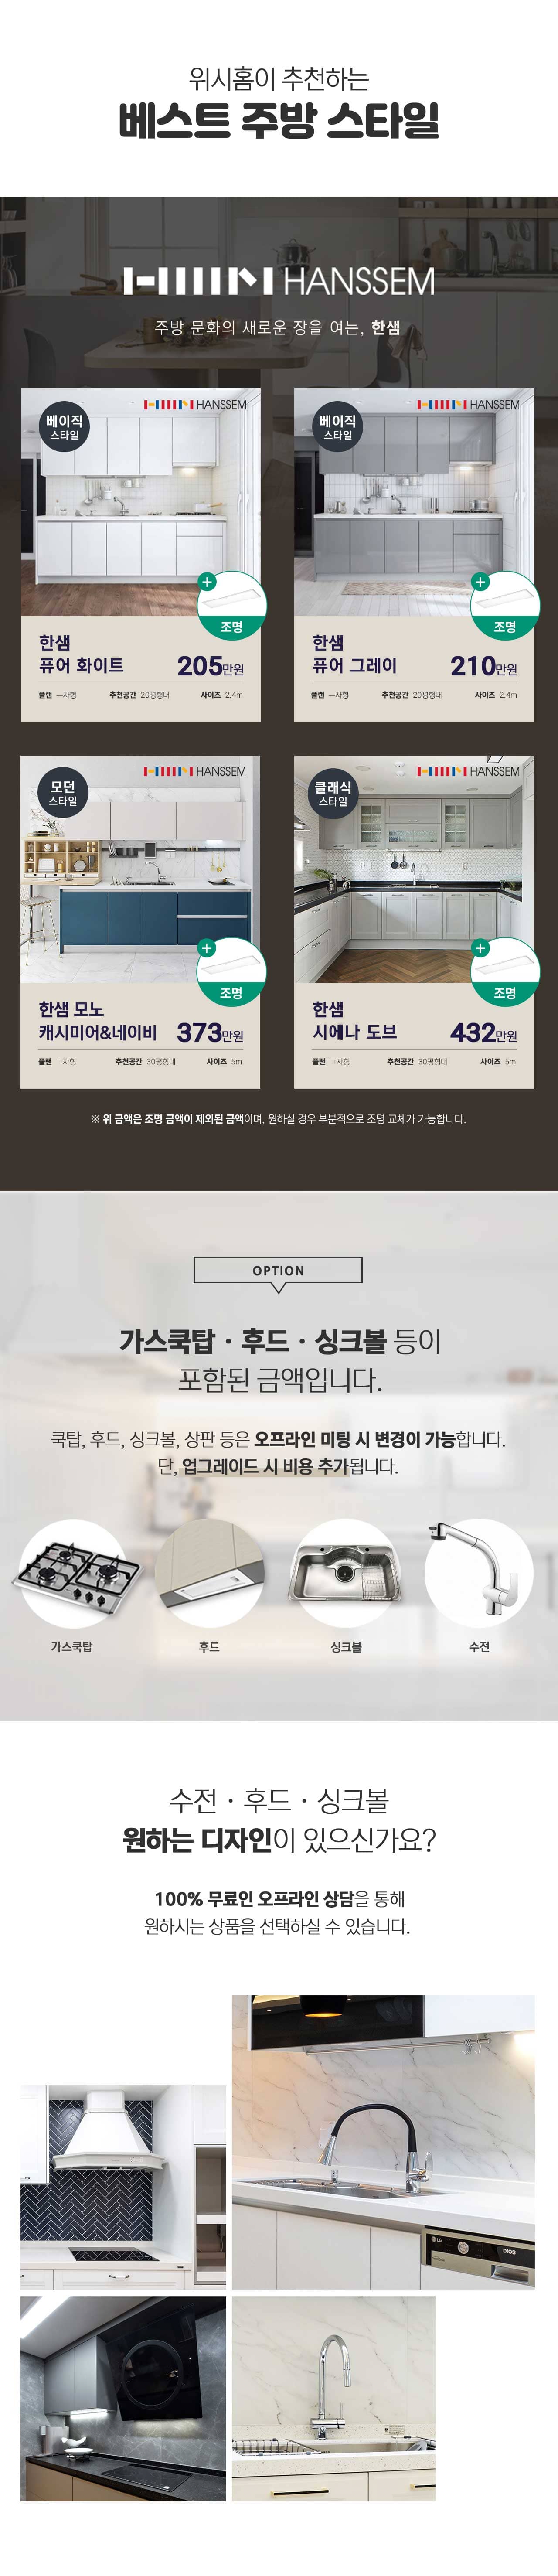 위시홈이 추천하는
베스트 주방 스타일
HANSSEM
주방 문화의 새로운 장을 여는, 한샘
베이직
스타일
HANSSEM
조명
한샘
퓨어 화이트 205만원
플랜 ㅡ자형 추천공간 20평형대 사이즈 2.4m
베이직
스타일
HANSSEM
조명
한샘
퓨어 그레이 210만원
플랜 ㅡ자형 추천공간 20평형대 사이즈 2.4m
모던
스타일
HANSSEM
조명
한샘 모노
캐시미어&네이비 373만원
플랜 ㄱ자형 추천공간 30평형대 사이즈 5m
클래식
스타일
HANSSEM
조명
한샘
시에나 도브 432만원
플랜 ㄱ자형 추천공간 30평형대 사이즈 5m
※ 위 금액은 조명 금액이 제외된 금액이며, 원하실 경우 부분적으로 조명 교체가 가능합니다.
OPTION
가스쿡탑 · 후드 · 싱크볼 등이
포함된 금액입니다.
쿡탑, 후드, 싱크볼, 상판 등은 오프라인 미팅 시 변경이 가능합니다.
단, 업그레이드 시 비용 추가됩니다.
가스쿡탑
후드
싱크볼
수전
수전 · 후드 · 싱크볼
원하는 디자인이 있으신가요?
100% 무료인 오프라인 상담을 통해
원하시는 상품을 선택하실 수 있습니다.
LG
DIOS